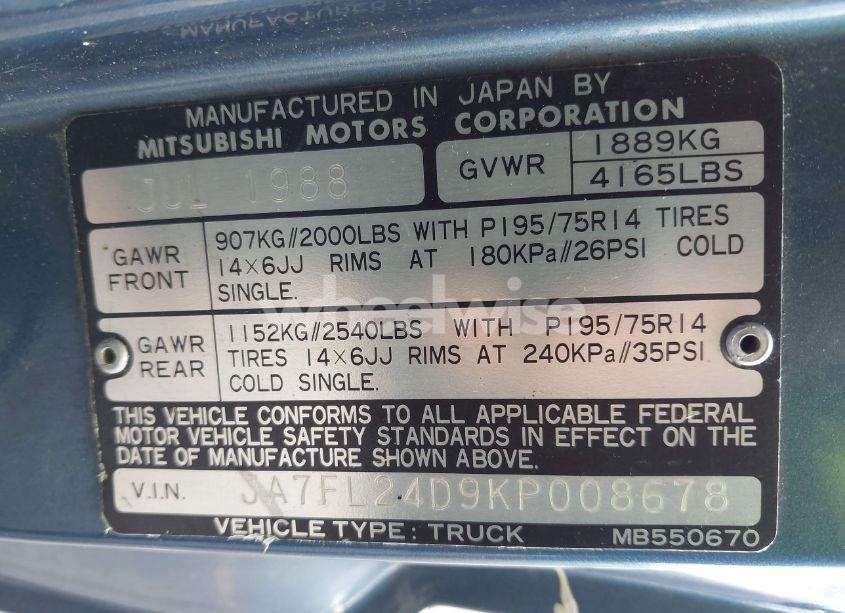 MANUFACTURED IN JAPAN BY
MITSUBISHI MOTORS CORPORATION
JUL 1988
GVWR
1889KG
4165LBS
GAWR FRONT
907KG//2000LBS WITH P195/75R14 TIRES
14×6JJ RIMS AT 180KPa//26PSI COLD
SINGLE.
wheelwise
GAWR REAR
1152KG//2540LBS WITH P195/75R14
TIRES 14×6JJ RIMS AT 240KPa//35PSI
COLD SINGLE.
THIS VEHICLE CONFORMS TO ALL APPLICABLE FEDERAL
MOTOR VEHICLE SAFETY STANDARDS IN EFFECT ON THE
DATE OF MANUFACTURE SHOWN ABOVE.
V.I.N. JA7FL24D9KP008678
VEHICLE TYPE: TRUCK MB550670